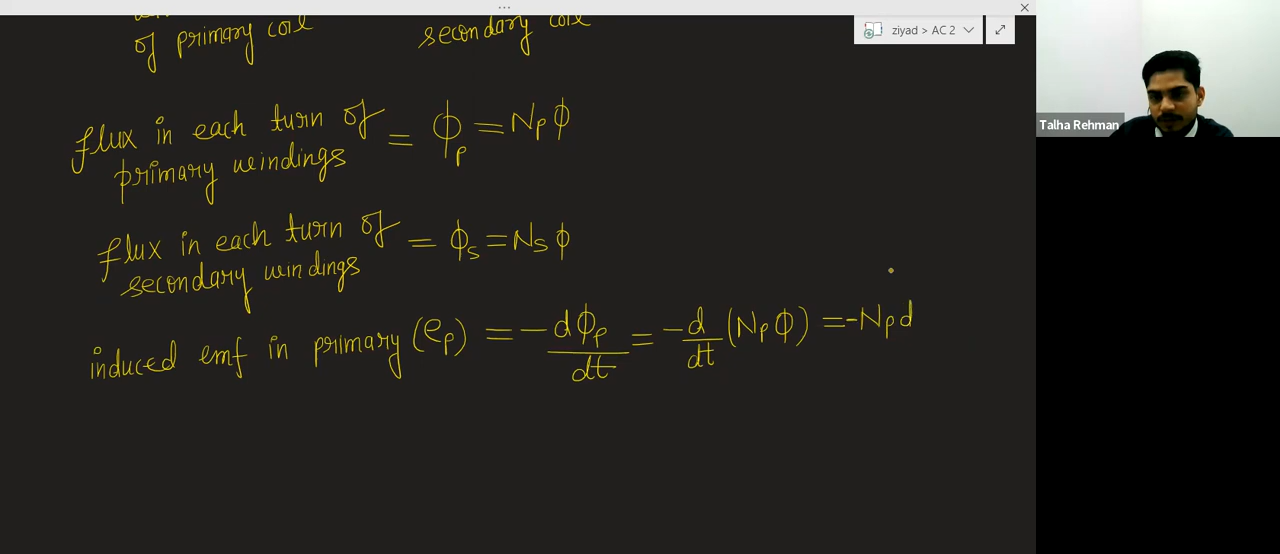 of primary coil
secondary coil
ziyad > AC 2
Talha Rehman
flux in each turn of primary windings = ϕp = Npϕ
flux in each turn of secondary windings = ϕs = Nsϕ
induced emf in primary (ep) = -dϕp/dt = -d/dt (Npϕ) = -Npd